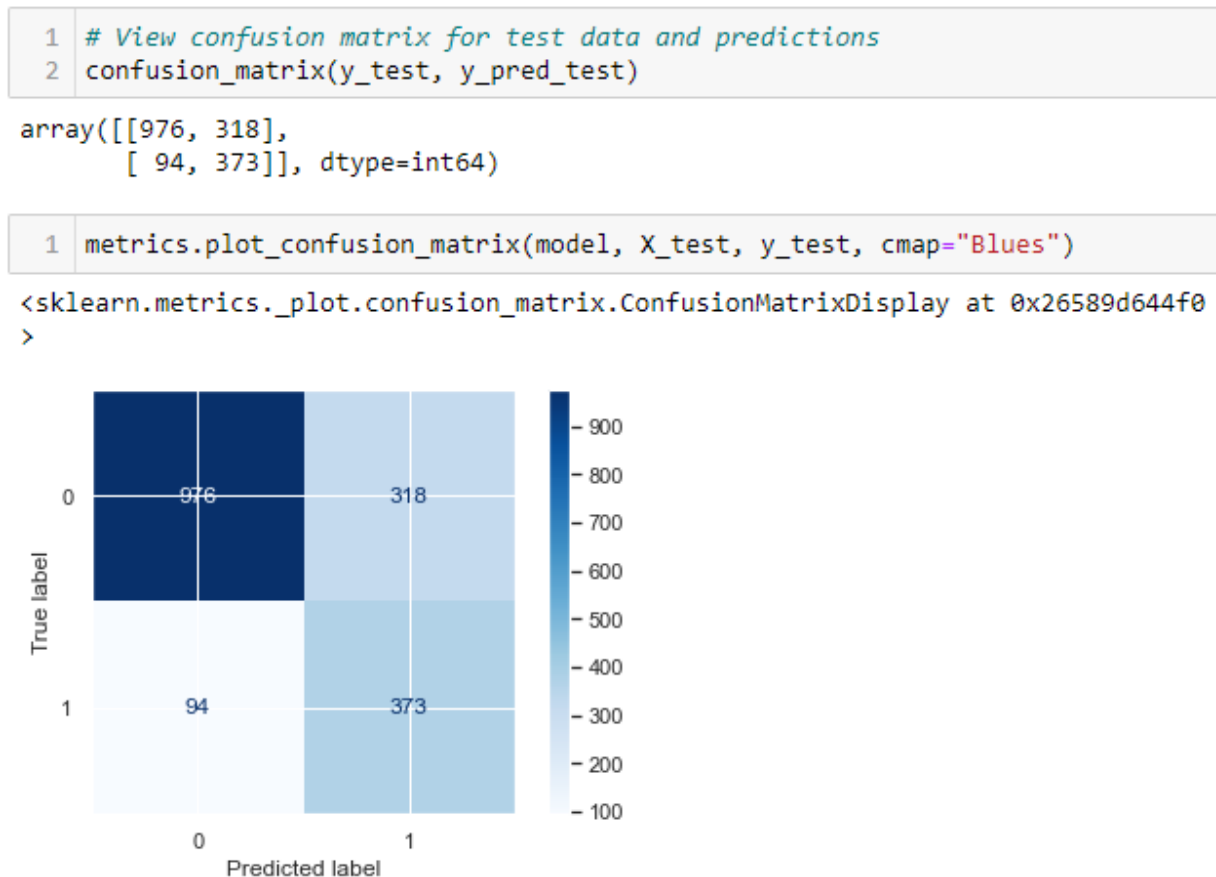 1 # View confusion matrix for test data and predictions
2 confusion_matrix(y_test, y_pred_test)
array([[976, 318],
       [ 94, 373]], dtype=int64)
1 metrics.plot_confusion_matrix(model, X_test, y_test, cmap="Blues")
<sklearn.metrics._plot.confusion_matrix.ConfusionMatrixDisplay at 0x26589d644f0
>
900
800
700
600
500
400
300
200
100
True label
0
976 318
1
94 373
0 1
Predicted label